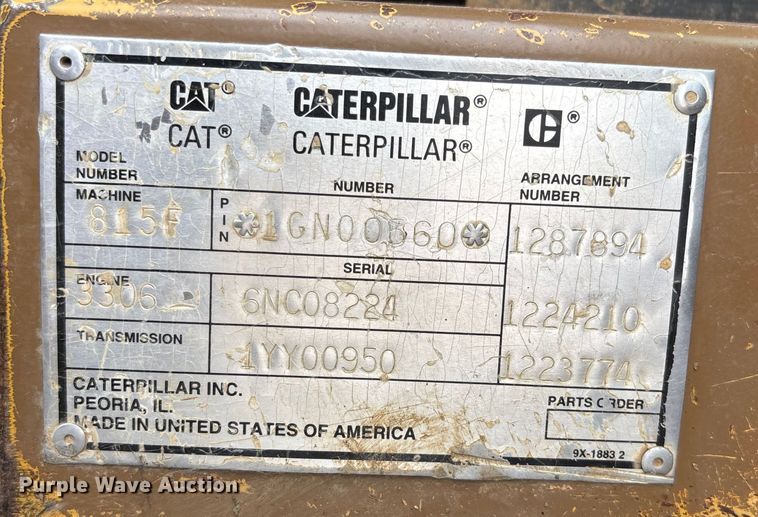 CAT® CATERPILLAR® C®
CAT® CATERPILLAR®
MODEL NUMBER NUMBER ARRANGEMENT NUMBER
MACHINE 815F PIN *1GN00660* 1287894
SERIAL
ENGINE 3306 6NC08224 1224210
TRANSMISSION 1YY00950 1223774
CATERPILLAR INC.
PEORIA, IL. PARTS ORDER
MADE IN UNITED STATES OF AMERICA
9X-1883 2
Purple Wave Auction